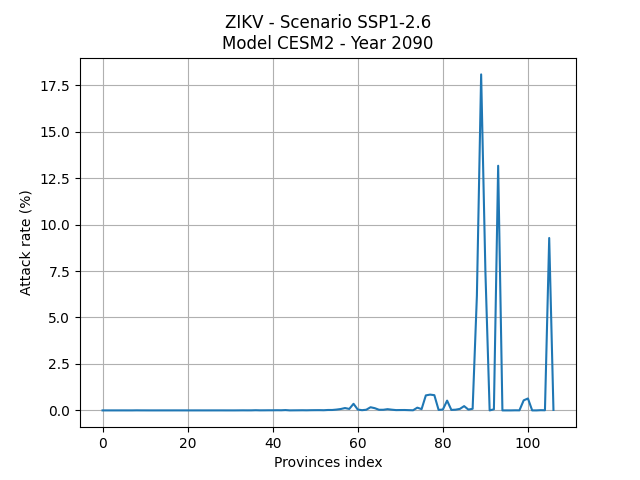 ZIKV - Scenario SSP1-2.6
Model CESM2 - Year 2090
17.5
15.0
12.5
10.0
7.5
5.0
2.5
0.0
Attack rate (%)
0 20 40 60 80 100
Provinces index